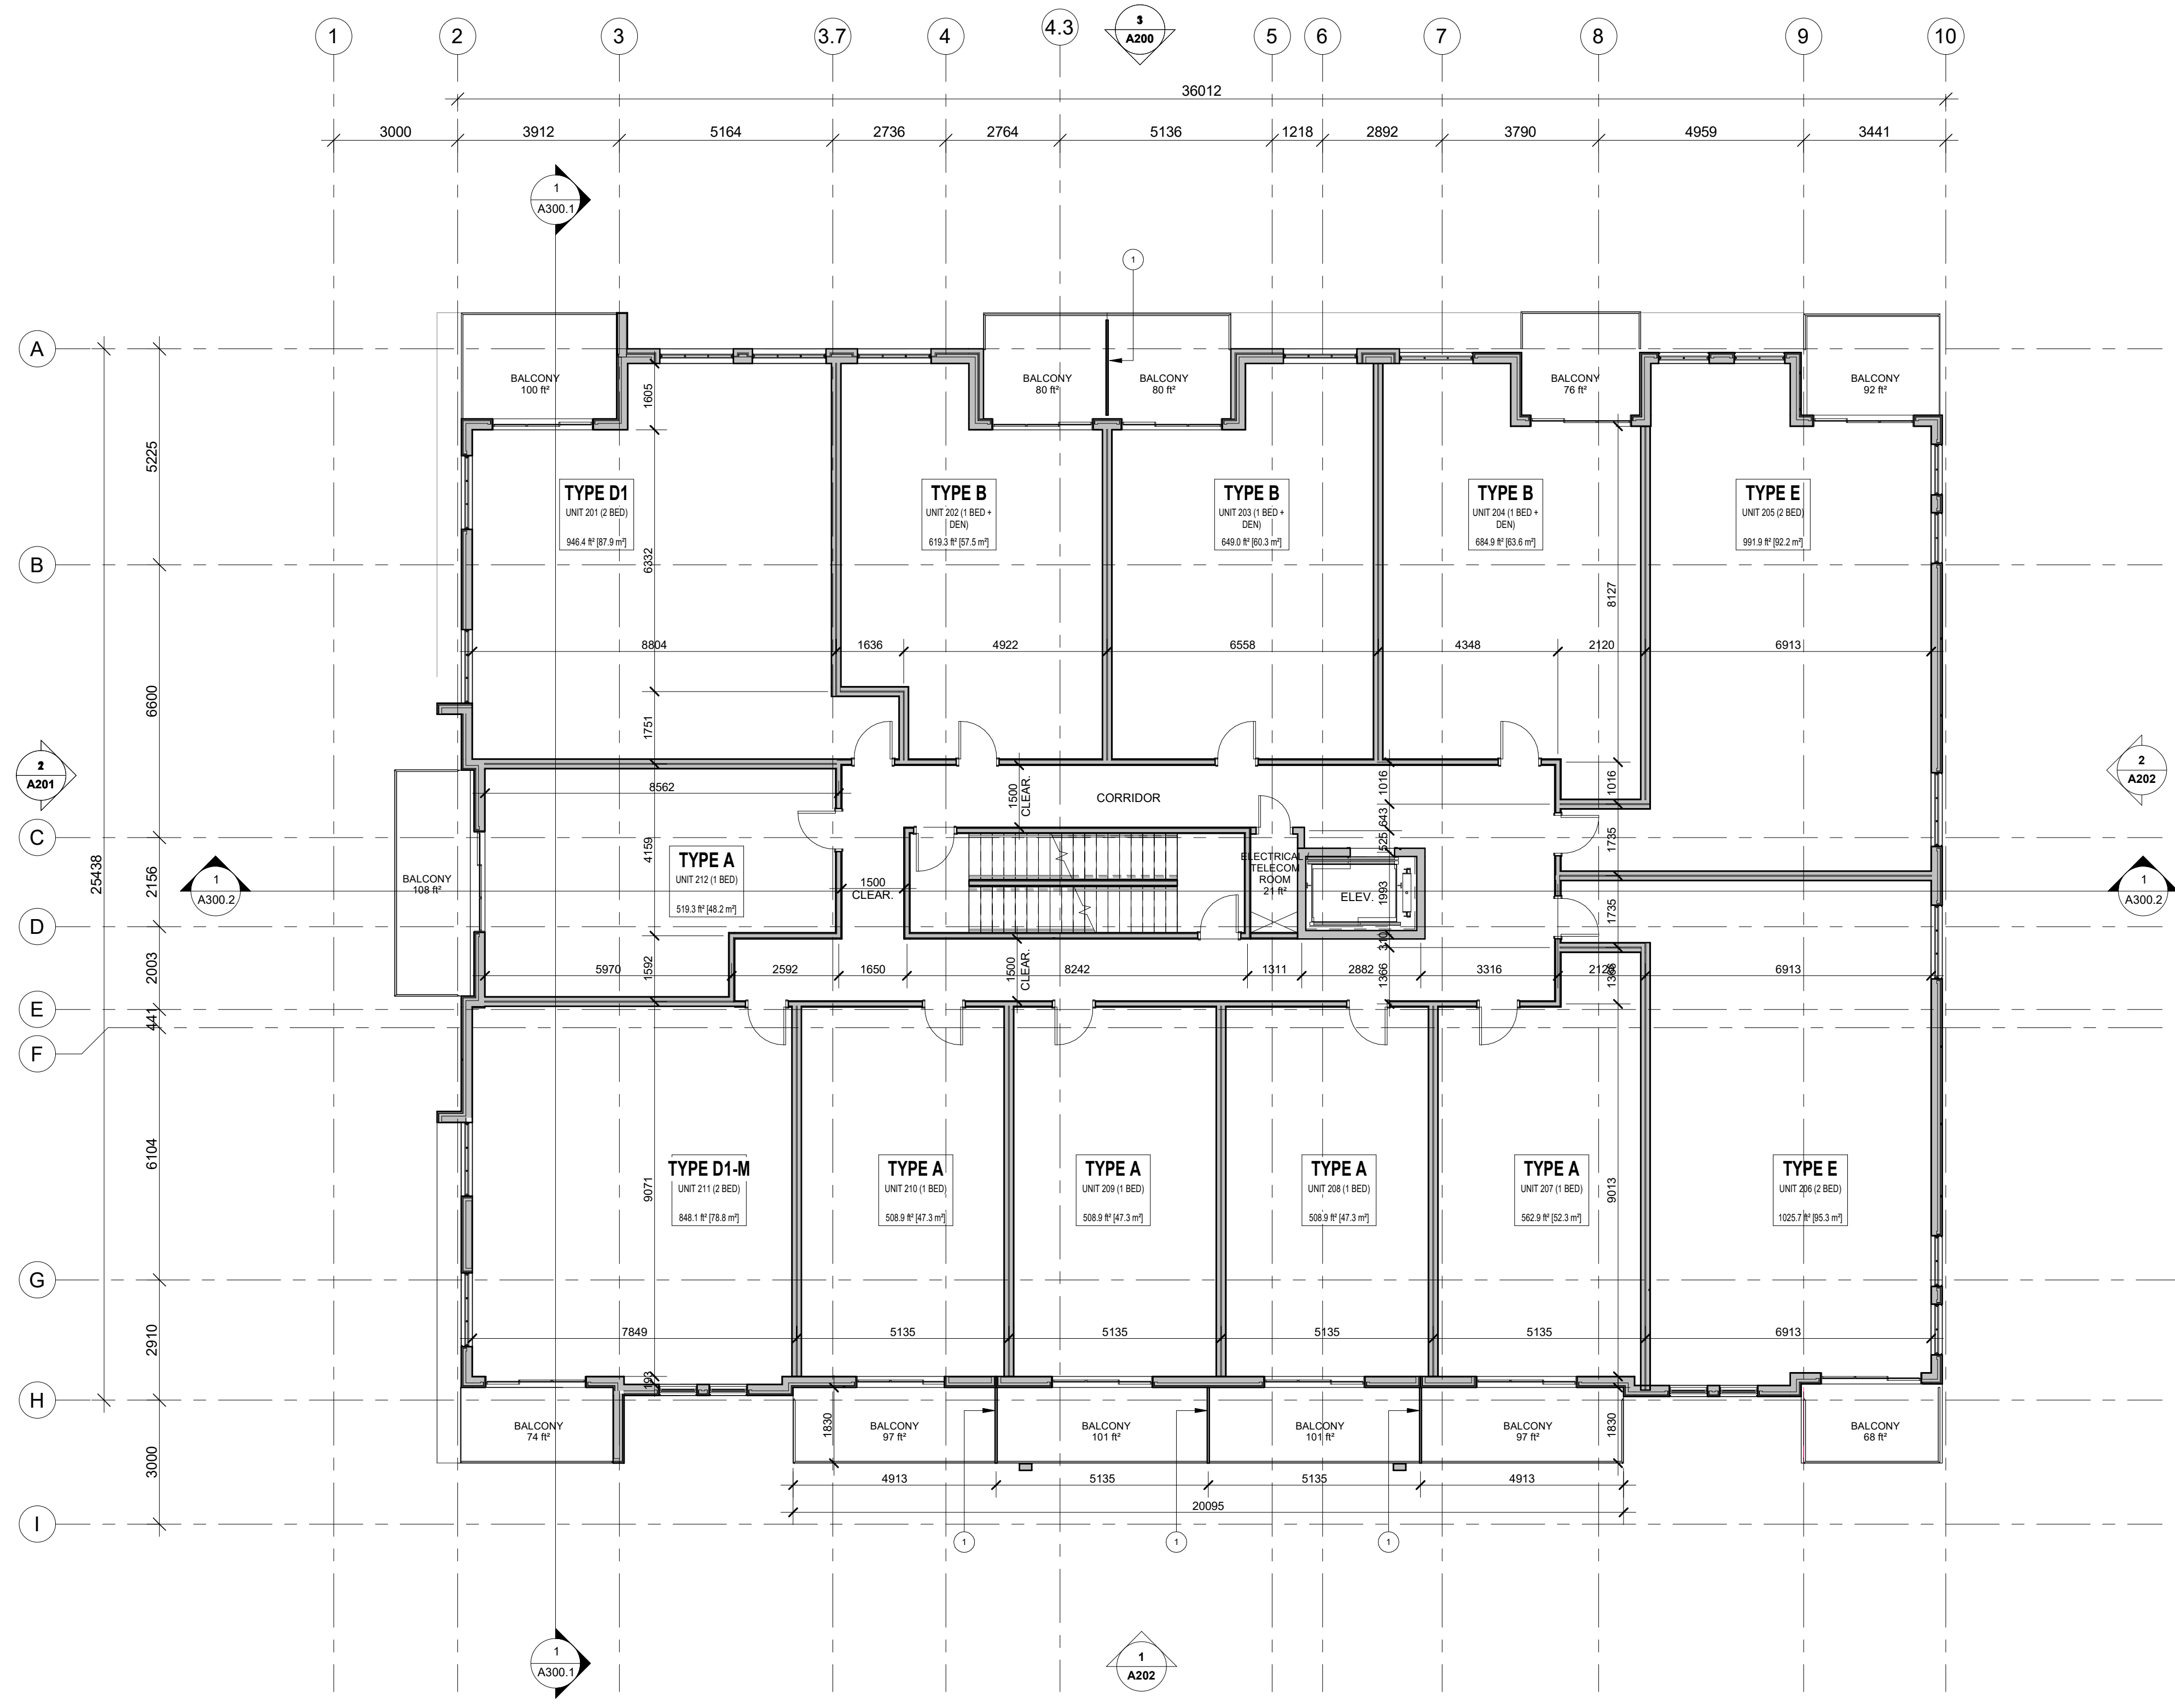 1
2
3
3.7
4
4.3
5
6
7
8
9
10
3
A200
36012
3000
3912
5164
2736
2764
5136
1218
2892
3790
4959
3441
1
A300.1
1
A
B
C
D
E
F
G
H
I
25438
5225
6600
2156
2003
441
6104
2910
3000
BALCONY
100 ft²
BALCONY
80 ft²
BALCONY
80 ft²
BALCONY
76 ft²
BALCONY
92 ft²
1605
6332
1751
TYPE D1
UNIT 201 (2 BED)
946.4 ft² [87.9 m²]
TYPE B
UNIT 202 (1 BED +
DEN)
619.3 ft² [57.5 m²]
TYPE B
UNIT 203 (1 BED +
DEN)
649.0 ft² [60.3 m²]
TYPE B
UNIT 204 (1 BED +
DEN)
684.9 ft² [63.6 m²]
TYPE E
UNIT 205 (2 BED)
991.9 ft² [92.2 m²]
8127
8804
1636
4922
6558
4348
2120
6913
2
A201
2
A202
8562
1500
CLEAR.
CORRIDOR
1016
643
525
1016
1735
4159
TYPE A
UNIT 212 (1 BED)
519.3 ft² [48.2 m²]
BALCONY
108 ft²
1
A300.2
1500
CLEAR.
ELECTRICAL
TELECOM
ROOM
21 ft²
ELEV.
1993
310
1735
1
A300.2
5970
1592
2592
1650
1500
CLEAR.
8242
1311
2882
1366
3316
6913
TYPE D1-M
UNIT 211 (2 BED)
848.1 ft² [78.8 m²]
TYPE A
UNIT 210 (1 BED)
508.9 ft² [47.3 m²]
TYPE A
UNIT 209 (1 BED)
508.9 ft² [47.3 m²]
TYPE A
UNIT 208 (1 BED)
508.9 ft² [47.3 m²]
TYPE A
UNIT 207 (1 BED)
562.9 ft² [52.3 m²]
TYPE E
UNIT 206 (2 BED)
1025.7 ft² [95.3 m²]
9071
9013
7849
5135
5135
5135
5135
6913
193
BALCONY
74 ft²
1830
BALCONY
97 ft²
BALCONY
101 ft²
BALCONY
101 ft²
BALCONY
97 ft²
1830
BALCONY
68 ft²
4913
5135
5135
4913
20095
1
1
1
1
A300.1
1
A202